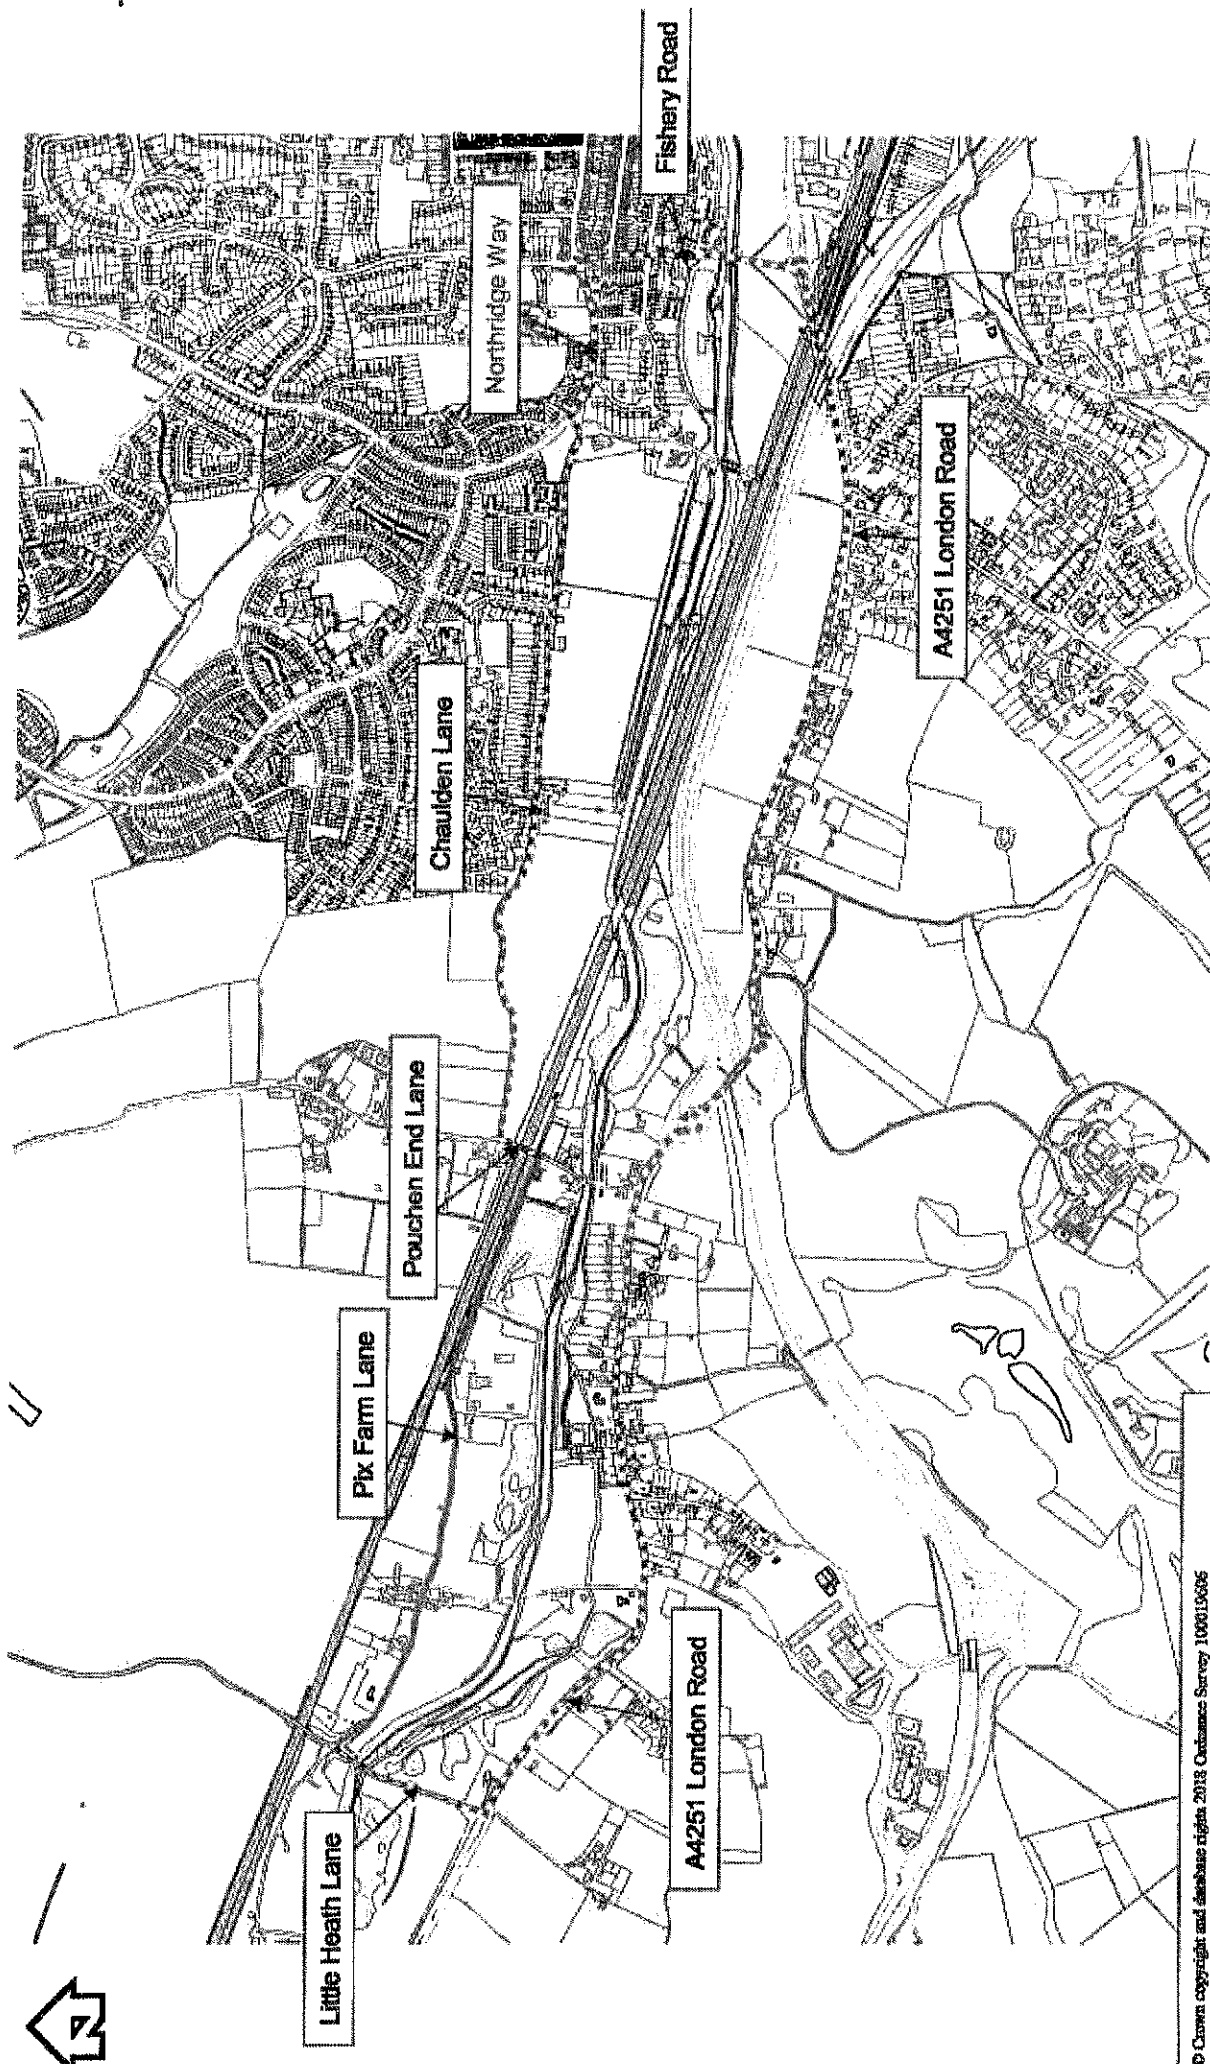 N
Fishery Road
Northridge Way
Chaulden Lane
A4251 London Road
Pouchen End Lane
Pix Farm Lane
A4251 London Road
Little Heath Lane
© Crown copyright and database rights 2018 Ordnance Survey 100019606